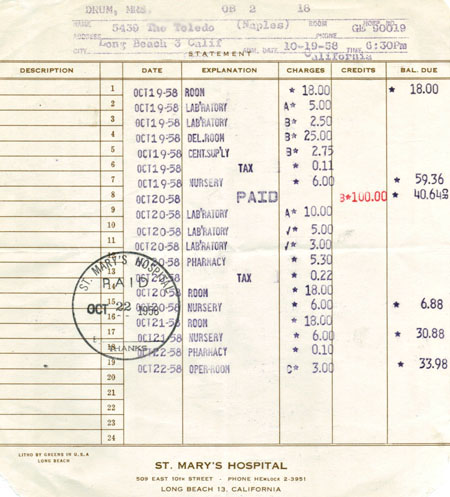 DRUM, MRS. OB 2 18
NAME 5439 The Toledo (Naples) ROOM GE 90019
ADDRESS PHONE
Long Beach 3 Calif 10-19-58 TIME 6:30Pm
CITY
STATEMENT California
DESCRIPTION DATE EXPLANATION CHARGES CREDITS BAL. DUE
1 OCT19-58 ROOM * 18.00 * 18.00
2 OCT19-58 LAB'RATORY A* 5.00
3 OCT19-58 LAB'RATORY B* 2.50
4 OCT19-58 DEL.ROOM B* 25.00
5 OCT19-58 CENT.SUP'LY B* 2.75
6 OCT19-58 TAX * 0.11
7 OCT19-58 NURSERY * 6.00 * 59.36
8 OCT20-58 PAID B*100.00 * 40.64
9 OCT20-58 LAB'RATORY A* 10.00
10 OCT20-58 LAB'RATORY √* 5.00
11 OCT20-58 LAB'RATORY √* 3.00
12 OCT20-58 PHARMACY * 5.30
13 OCT20-58 TAX * 0.22
14 OCT20-58 ROOM * 18.00
15 OCT20-58 NURSERY * 6.00 * 6.88
16 OCT21-58 ROOM * 18.00
17 OCT21-58 NURSERY * 6.00 * 30.88
18 OCT22-58 PHARMACY * 0.10
19 OCT22-58 OPER-ROOM C* 3.00 * 33.98
20
21
22
23
24
ST. MARY'S HOSPITAL
PAID
OCT 22 1958
THANKS
LITHO BY GREENS IN U.S.A
LONG BEACH
ST. MARY'S HOSPITAL
509 EAST 10TH STREET - PHONE HEMLOCK 2-3951
LONG BEACH 13, CALIFORNIA